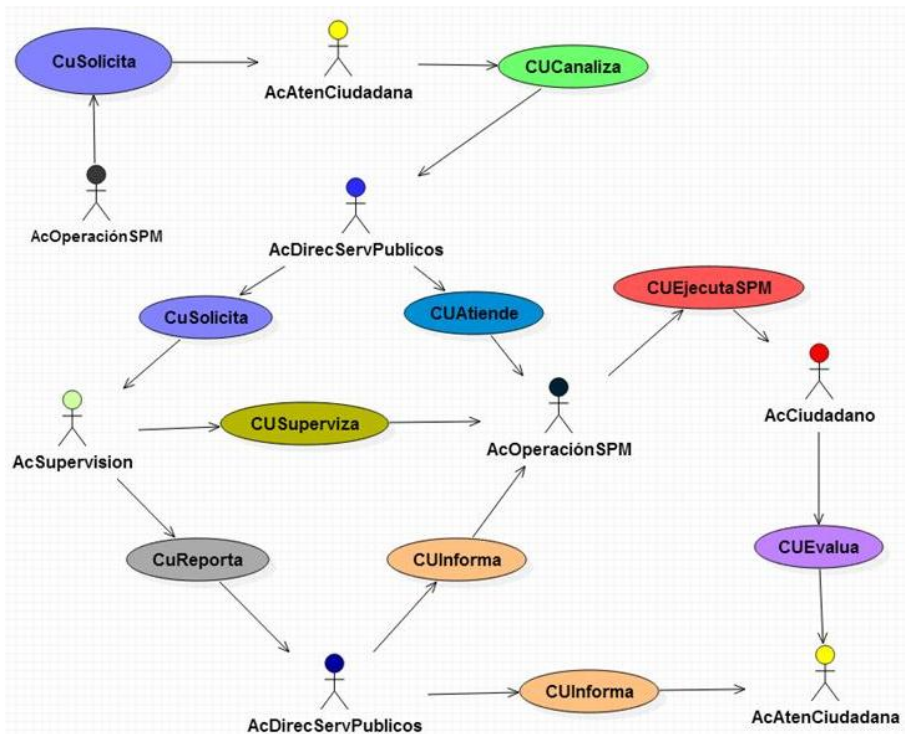 CuSolicita
AcAtenCiudadana
CUCanaliza
AcOperaciónSPM
AcDirecServPublicos
CuSolicita
CUAtiende
CUEjecutaSPM
AcSupervision
CUSuperviza
AcOperaciónSPM
AcCiudadano
CuReporta
CUInforma
CUEvalua
AcDirecServPublicos
CUInforma
AcAtenCiudadana